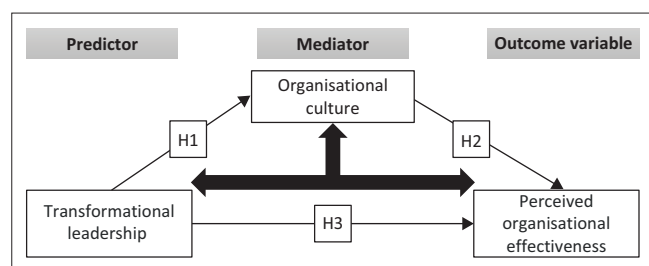 Predictor
Mediator
Outcome variable
Organisational
culture
H1
H2
Transformational
leadership
H3
Perceived
organisational
effectiveness